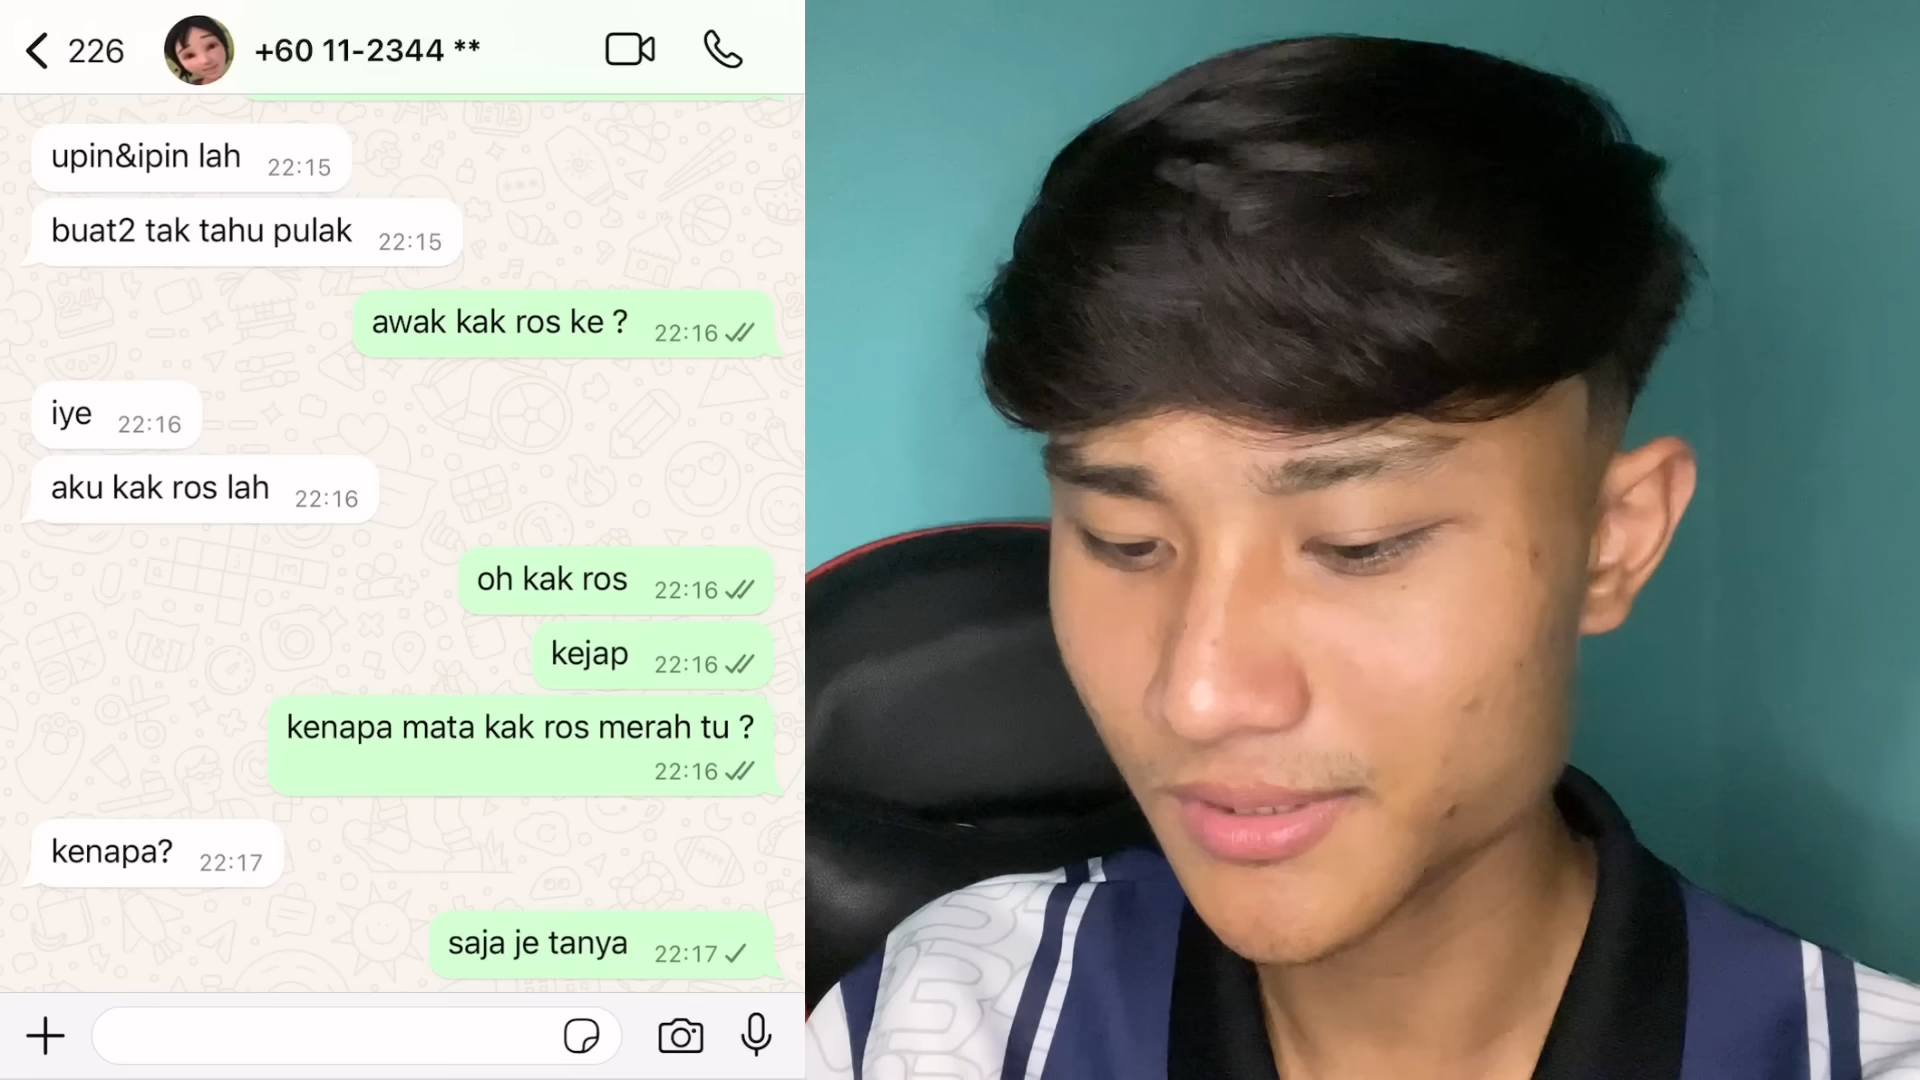 226
+60 11-2344 **
upin&ipin lah 22:15
buat2 tak tahu pulak 22:15
awak kak ros ke ? 22:16
iye 22:16
aku kak ros lah 22:16
oh kak ros 22:16
kejap 22:16
kenapa mata kak ros merah tu ?
22:16
kenapa? 22:17
saja je tanya 22:17